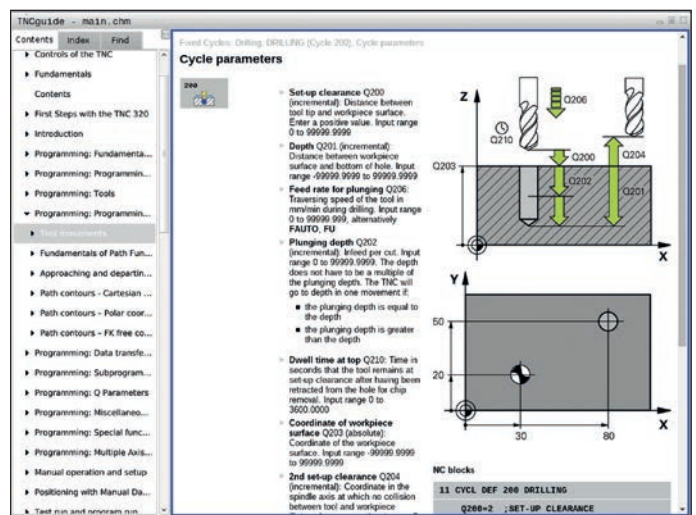 TNCguide - main.chm
Contents Index Find
Controls of the TNC
Fundamentals
Contents
First Steps with the TNC 320
Introduction
Programming: Fundamenta...
Programming: Programmin...
Programming: Tools
Programming: Programmin...
Tool movements
Fundamentals of Path Fun...
Approaching and departin...
Path contours - Cartesian ...
Path contours - Polar coor...
Path contours - FK free co...
Programming: Data transfe...
Programming: Subprogram...
Programming: Q Parameters
Programming: Miscellaneo...
Programming: Special func...
Programming: Multiple Axis...
Manual operation and setup
Positioning with Manual Da...
Test run and program run
Fixed Cycles: Drilling: DRILLING (Cycle 200), Cycle parameters
Cycle parameters
200
Set-up clearance Q200
(incremental): Distance between
tool tip and workpiece surface.
Enter a positive value. Input range
0 to 99999.9999
Depth Q201 (incremental):
Distance between workpiece
surface and bottom of hole. Input
range -99999.9999 to 99999.9999
Feed rate for plunging Q206:
Traversing speed of the tool in
mm/min during drilling. Input range
0 to 99999.999, alternatively
FAUTO, FU
Plunging depth Q202
(incremental): Infeed per cut. Input
range 0 to 99999.9999. The depth
does not have to be a multiple of
the plunging depth. The TNC will
go to depth in one movement if:
the plunging depth is equal to
the depth
the plunging depth is greater
than the depth
Dwell time at top Q210: Time in
seconds that the tool remains at
set-up clearance after having been
retracted from the hole for chip
removal. Input range 0 to
3600.0000
Coordinate of workpiece
surface Q203 (absolute):
Coordinate of the workpiece
surface. Input range -99999.9999
to 99999.9999
2nd set-up clearance Q204
(incremental): Coordinate in the
spindle axis at which no collision
between tool and workpiece
Z
Q206
Q210
Q200
Q204
Q203
Q202
Q201
X
Y
50
20
30
80
X
NC blocks
11 CYCL DEF 200 DRILLING
Q200=2 ;SET-UP CLEARANCE